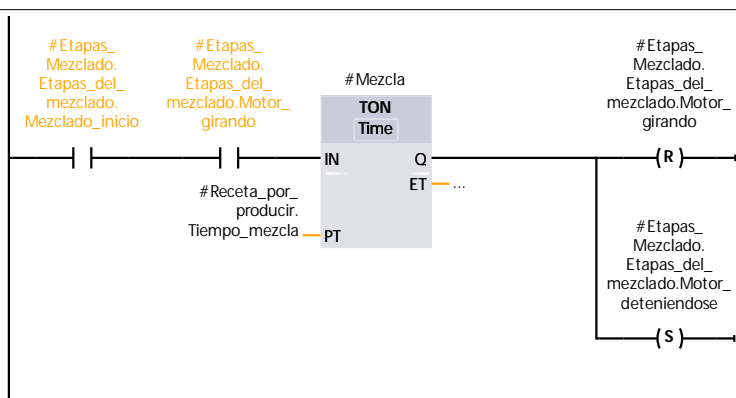 #Etapas_
Mezclado.
Etapas_del_
mezclado.
Mezclado_inicio
#Etapas_
Mezclado.
Etapas_del_
mezclado.Motor_
girando
#Mezcla
TON
Time
IN
Q
ET
...
#Receta_por_
producir.
Tiempo_mezcla
PT
#Etapas_
Mezclado.
Etapas_del_
mezclado.Motor_
girando
R
#Etapas_
Mezclado.
Etapas_del_
mezclado.Motor_
deteniendose
S